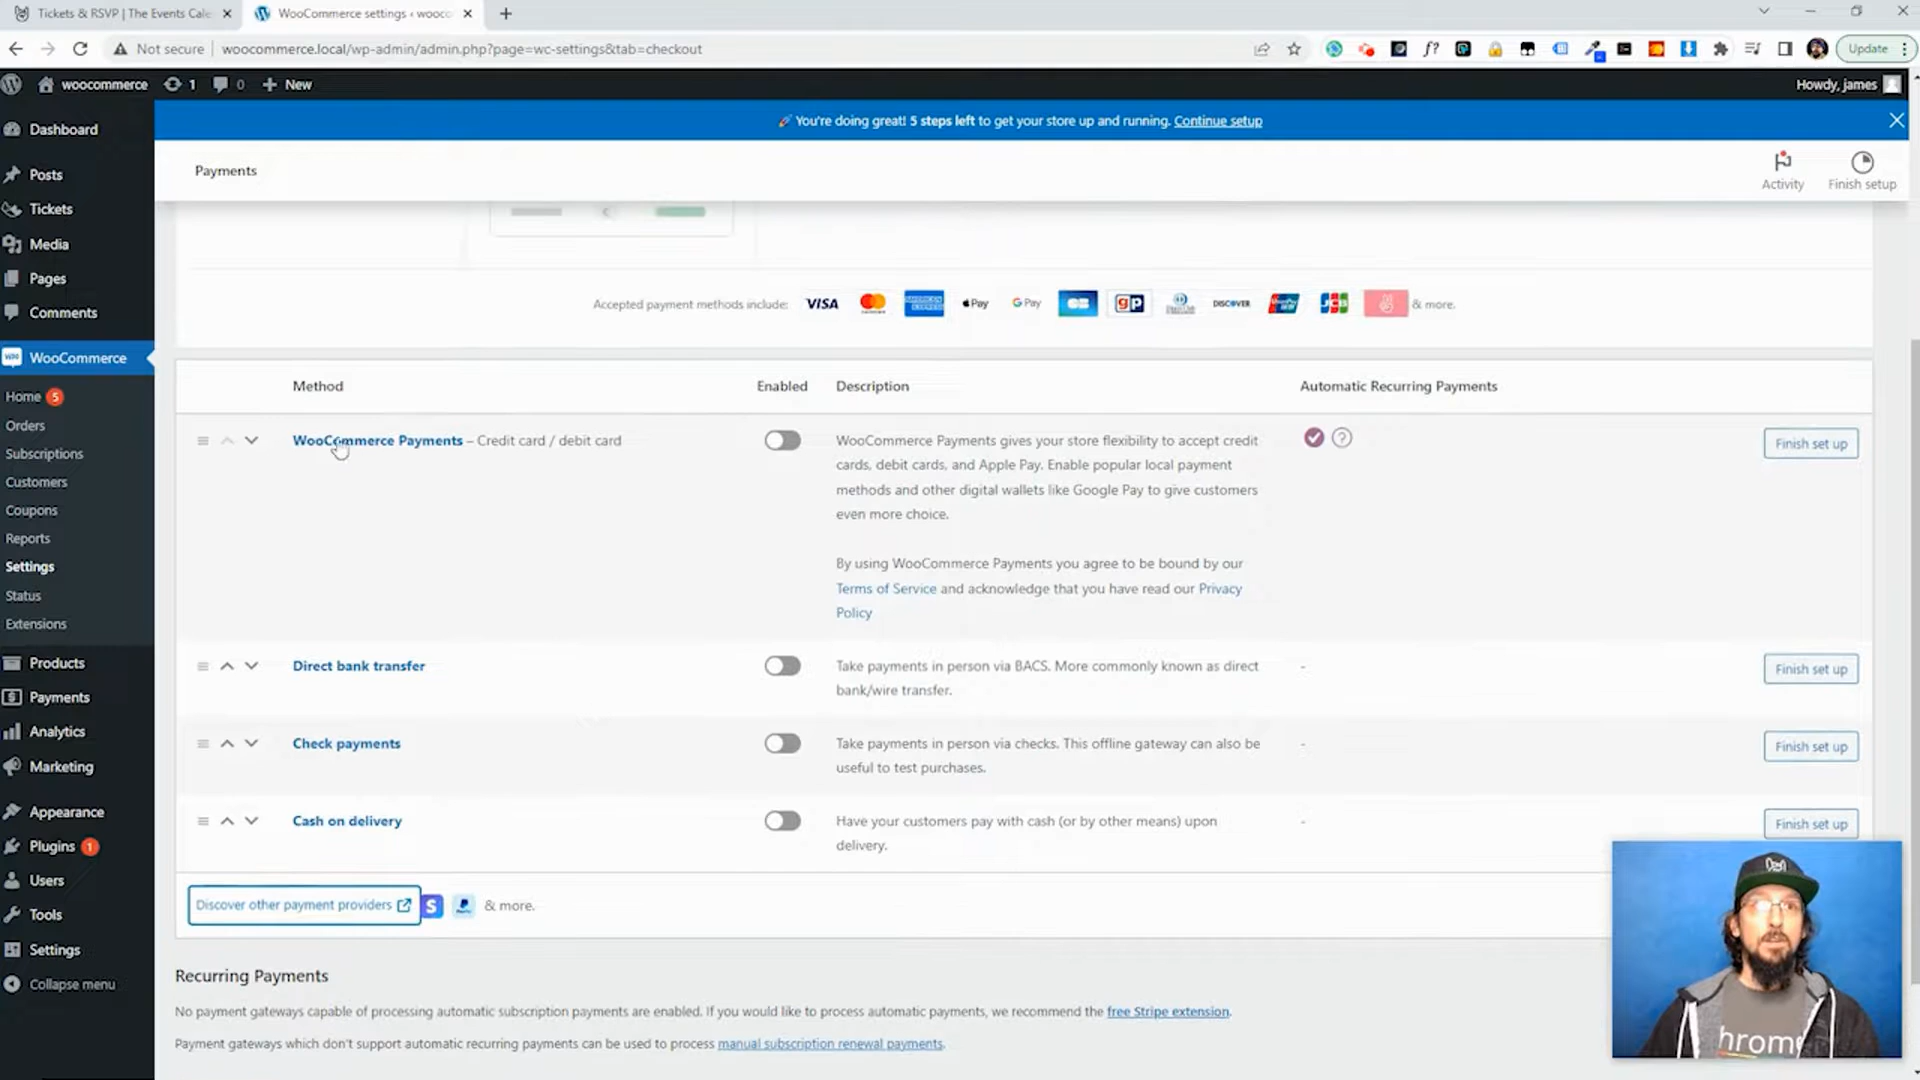 Tickets & RSVP | The Events Cale
WooCommerce settings ‹ wooco
Not secure
woocommerce.local/wp-admin/admin.php?page=wc-settings&tab=checkout
f?
Update
woocommerce
1
0
New
Howdy, james
You're doing great! 5 steps left to get your store up and running. Continue setup
Payments
Activity
Finish setup
Dashboard
Posts
Tickets
Media
Pages
Comments
WooCommerce
Home 5
Orders
Subscriptions
Customers
Coupons
Reports
Settings
Status
Extensions
Products
Payments
Analytics
Marketing
Appearance
Plugins 1
Users
Tools
Settings
Collapse menu
Accepted payment methods include: VISA Pay G Pay DISCOVER JCB & more.
Method Enabled Description Automatic Recurring Payments
WooCommerce Payments – Credit card / debit card
WooCommerce Payments gives your store flexibility to accept credit
cards, debit cards, and Apple Pay. Enable popular local payment
methods and other digital wallets like Google Pay to give customers
even more choice.
By using WooCommerce Payments you agree to be bound by our
Terms of Service and acknowledge that you have read our Privacy
Policy
Finish set up
Direct bank transfer
Take payments in person via BACS. More commonly known as direct
bank/wire transfer.
-
Finish set up
Check payments
Take payments in person via checks. This offline gateway can also be
useful to test purchases.
-
Finish set up
Cash on delivery
Have your customers pay with cash (or by other means) upon
delivery.
-
Finish set up
Discover other payment providers S & more.
Recurring Payments
No payment gateways capable of processing automatic subscription payments are enabled. If you would like to process automatic payments, we recommend the free Stripe extension.
Payment gateways which don't support automatic recurring payments can be used to process manual subscription renewal payments.
hrom